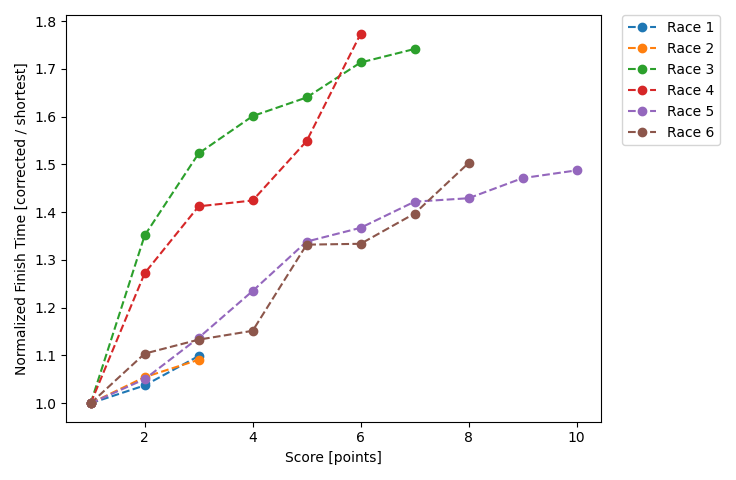 1.8
1.7
1.6
1.5
1.4
1.3
1.2
1.1
1.0
Normalized Finish Time [corrected / shortest]
2 4 6 8 10
Score [points]
Race 1
Race 2
Race 3
Race 4
Race 5
Race 6